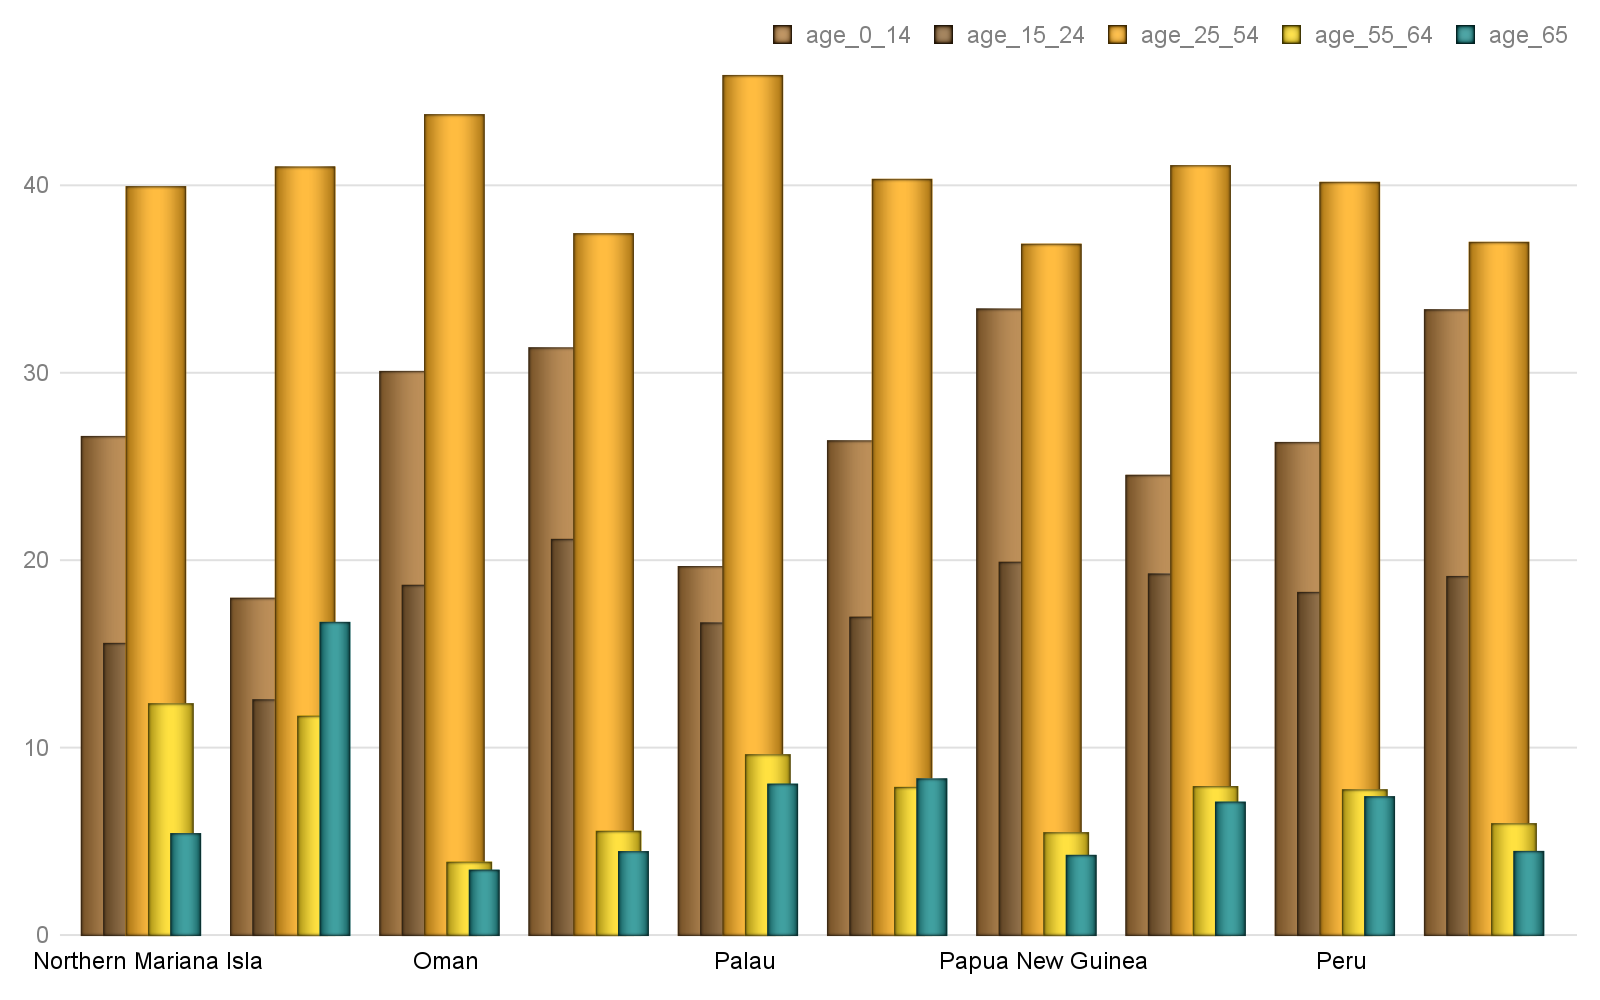 age_0_14 age_15_24 age_25_54 age_55_64 age_65
40
30
20
10
0
Northern Mariana Isla Oman Palau Papua New Guinea Peru